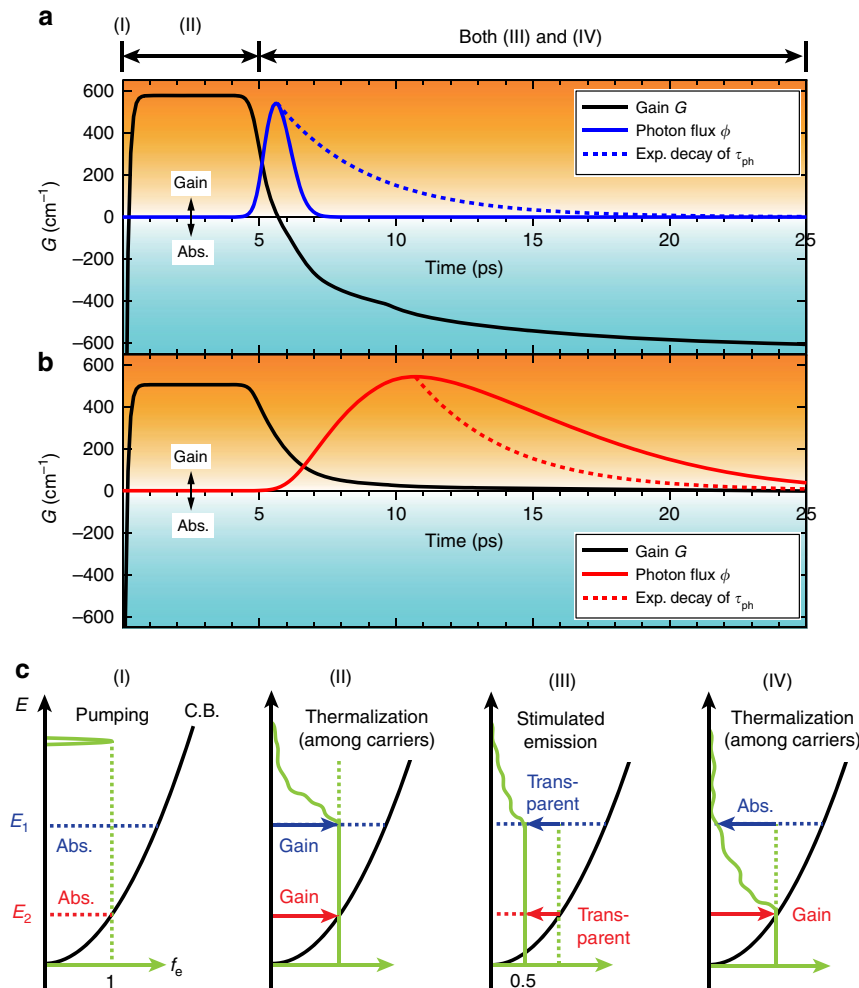 a
(I)
(II)
Both (III) and (IV)
600
400
200
0
−200
−400
−600
G (cm⁻¹)
Gain
Abs.
Gain G
Photon flux ϕ
Exp. decay of τph
5
10
15
20
25
Time (ps)
b
600
400
200
0
−200
−400
−600
G (cm⁻¹)
Gain
Abs.
5
10
15
20
25
Time (ps)
Gain G
Photon flux ϕ
Exp. decay of τph
c
(I)
E
Pumping
C.B.
E1
Abs.
E2
Abs.
fe
1
(II)
Thermalization
(among carriers)
Gain
Gain
(III)
Stimulated
emission
Trans-
parent
Trans-
parent
0.5
(IV)
Thermalization
(among carriers)
Abs.
Gain